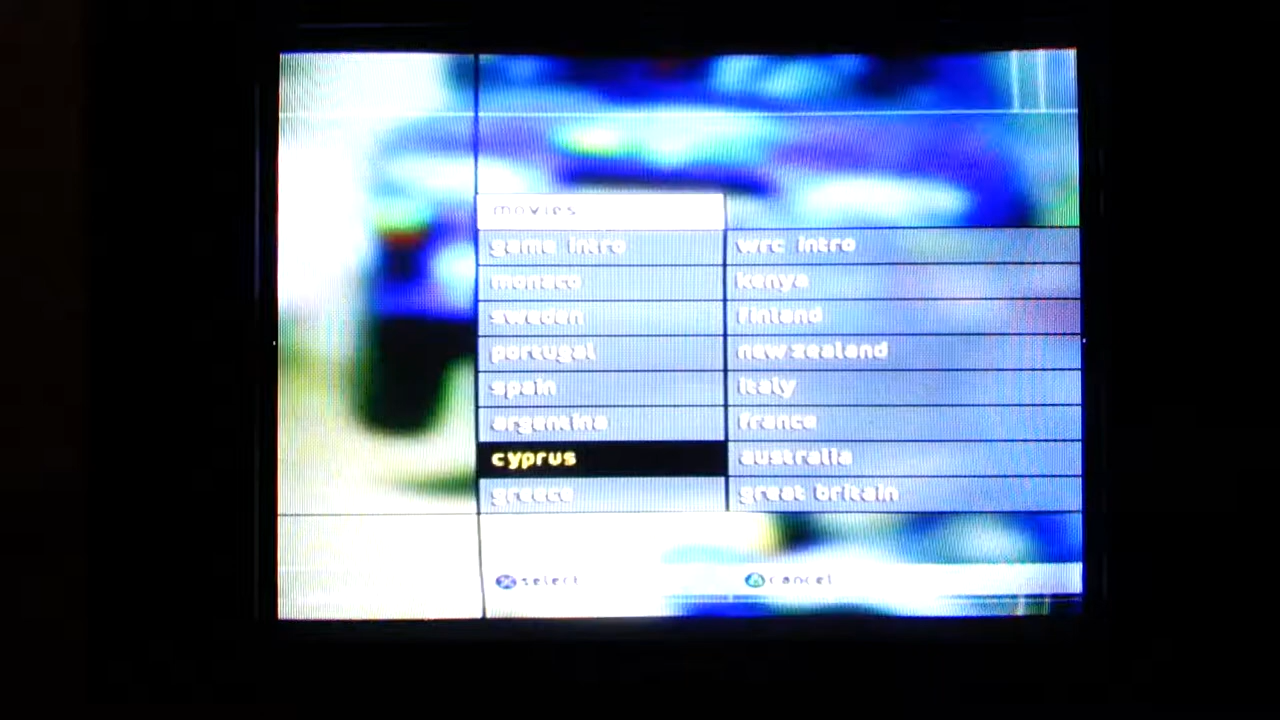 movies
game intro wrc intro
monaco kenya
sweden finland
portugal new zealand
spain italy
argentina france
cyprus australia
greece great britain
select cancel